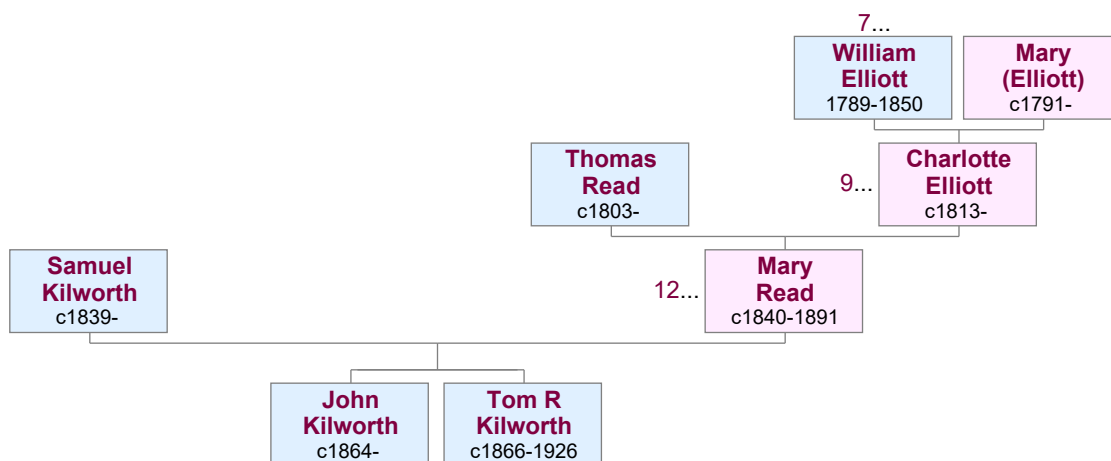 7...
William
Elliott
1789-1850
Mary
(Elliott)
c1791-
Thomas
Read
c1803-
9...
Charlotte
Elliott
c1813-
Samuel
Kilworth
c1839-
12...
Mary
Read
c1840-1891
John
Kilworth
c1864-
Tom R
Kilworth
c1866-1926